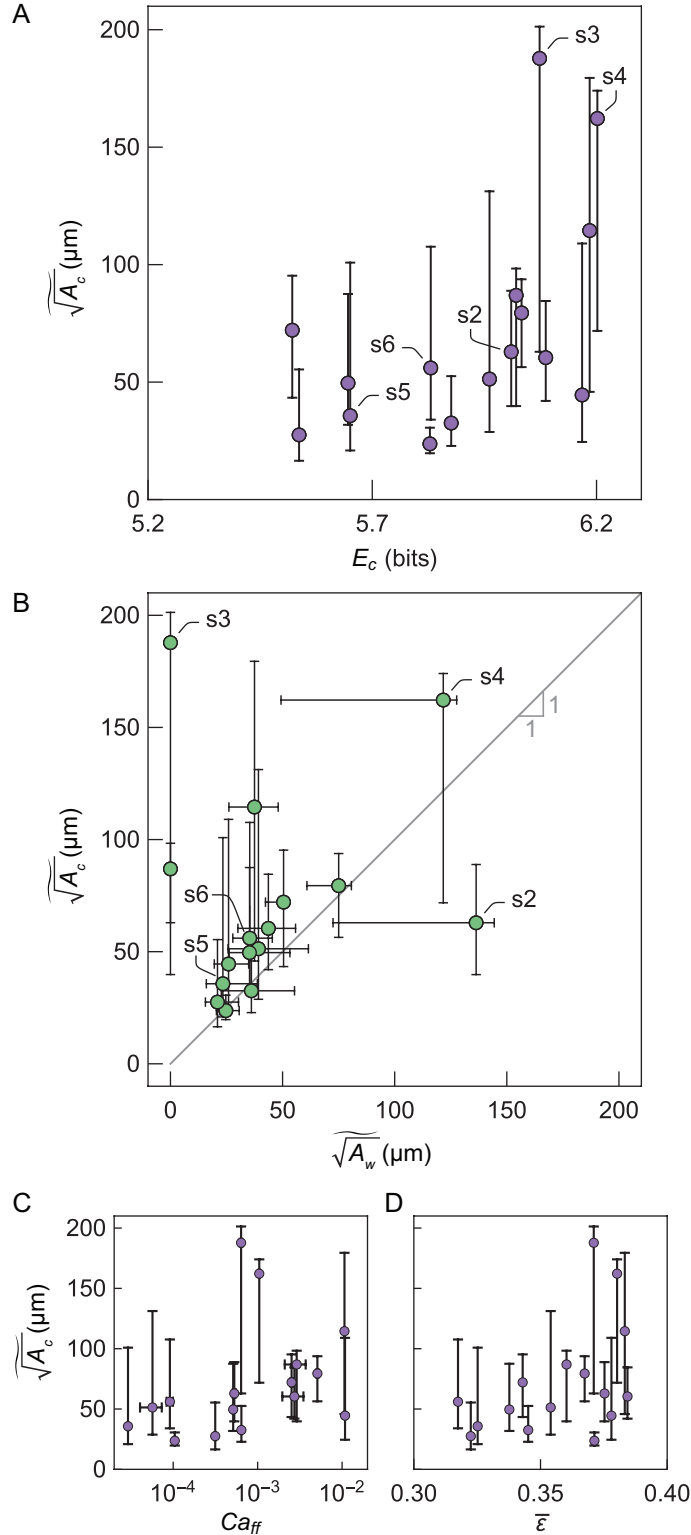 A
200
150
100
50
0
√A_c (µm)
s3
s4
s2
s6
s5
5.2 5.7 6.2
E_c (bits)
B
200
150
100
50
0
√A_c (µm)
s3
s4
1
1
s6
s2
s5
0 50 100 150 200
√A_w (µm)
C
200
150
100
50
0
√A_c (µm)
10⁻⁴ 10⁻³ 10⁻²
Ca_ff
D
0.30 0.35 0.40
ε̅